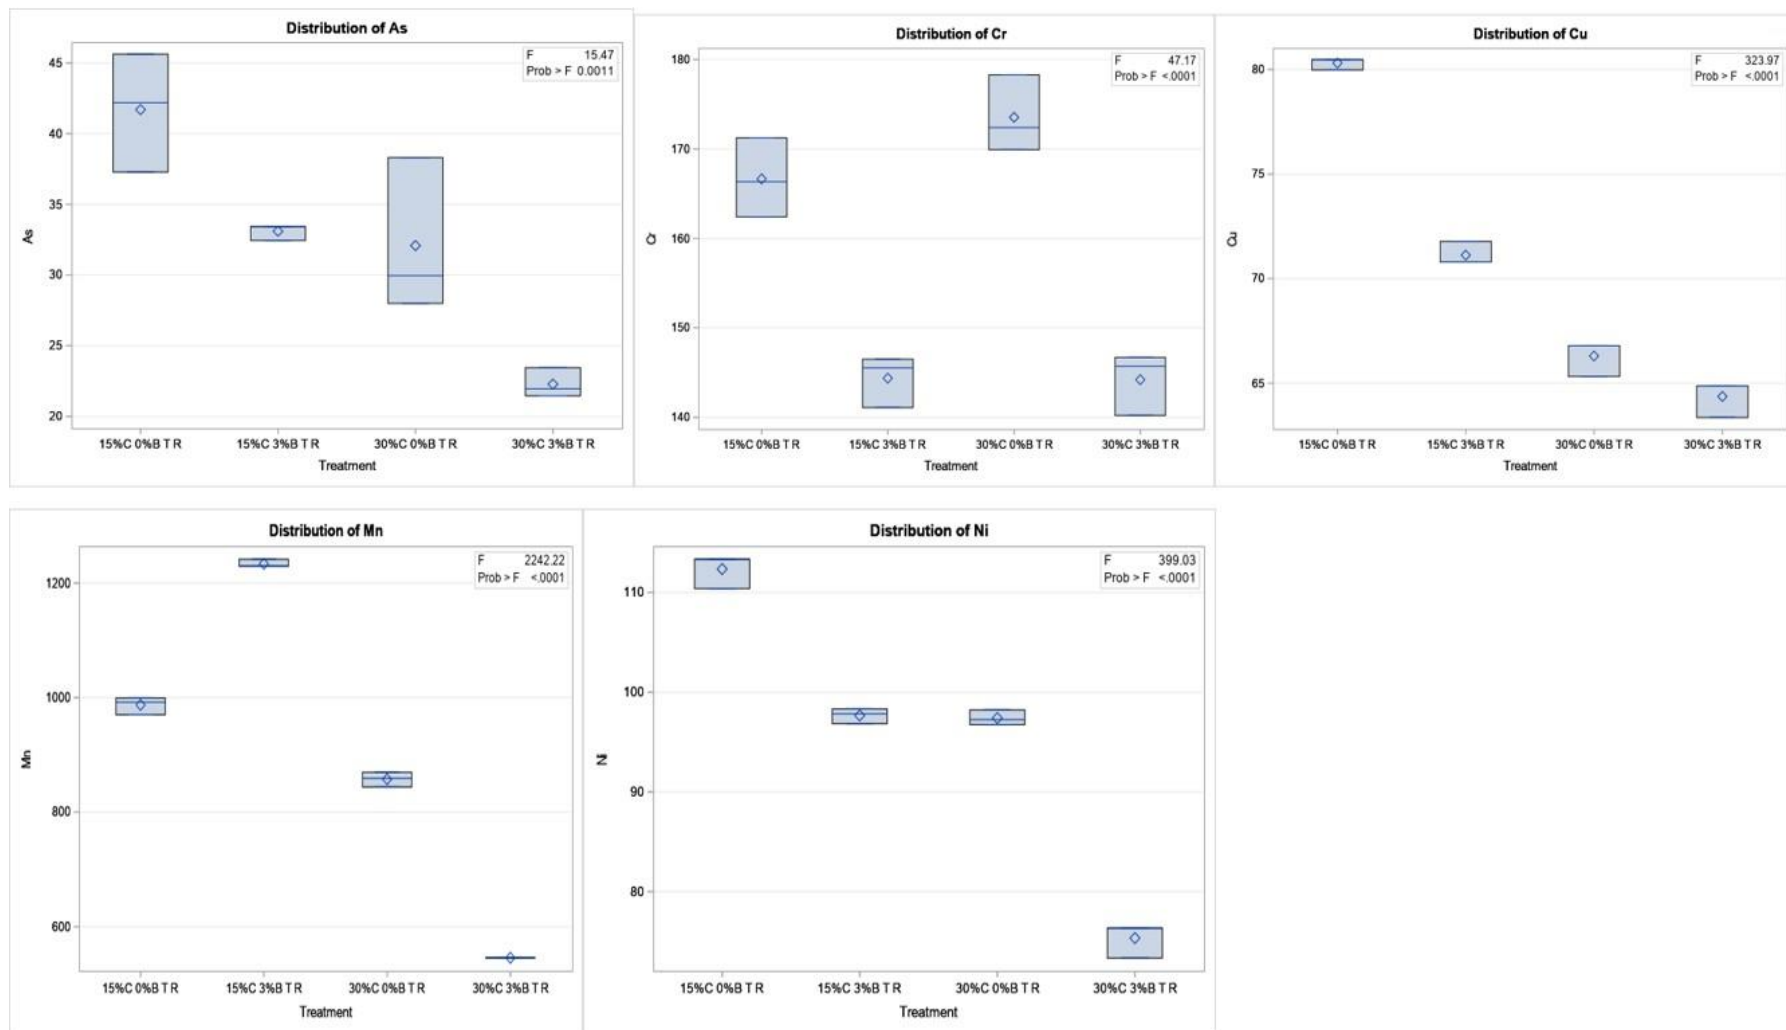 Distribution of As
F 15.47
Prob > F 0.0011
45
40
35
30
25
20
As
15%C 0%B T R 15%C 3%B T R 30%C 0%B T R 30%C 3%B T R
Treatment
Distribution of Cr
F 47.17
Prob > F <.0001
180
170
160
150
140
Cr
15%C 0%B T R 15%C 3%B T R 30%C 0%B T R 30%C 3%B T R
Treatment
Distribution of Cu
F 323.97
Prob > F <.0001
80
75
70
65
Cu
15%C 0%B T R 15%C 3%B T R 30%C 0%B T R 30%C 3%B T R
Treatment
Distribution of Mn
F 2242.22
Prob > F <.0001
1200
1000
800
600
Mn
15%C 0%B T R 15%C 3%B T R 30%C 0%B T R 30%C 3%B T R
Treatment
Distribution of Ni
F 399.03
Prob > F <.0001
110
100
90
80
Ni
15%C 0%B T R 15%C 3%B T R 30%C 0%B T R 30%C 3%B T R
Treatment